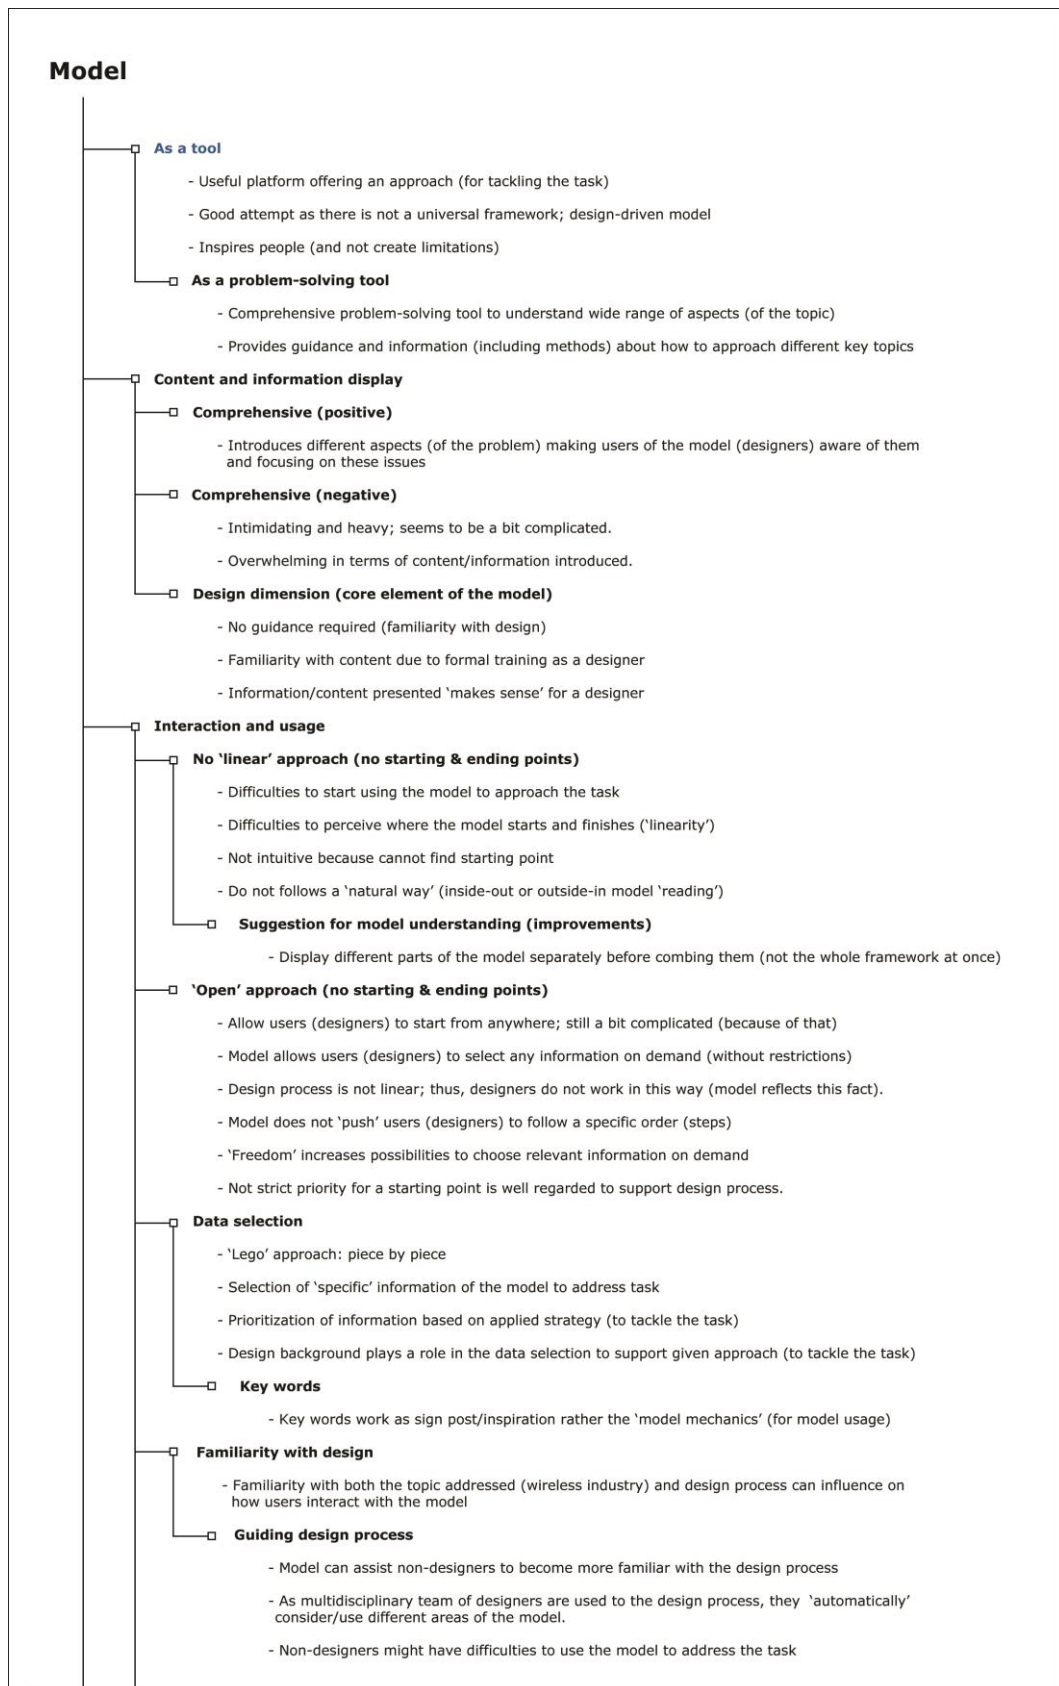 Model
As a tool
- Useful platform offering an approach (for tackling the task)
- Good attempt as there is not a universal framework; design-driven model
- Inspires people (and not create limitations)
As a problem-solving tool
- Comprehensive problem-solving tool to understand wide range of aspects (of the topic)
- Provides guidance and information (including methods) about how to approach different key topics
Content and information display
Comprehensive (positive)
- Introduces different aspects (of the problem) making users of the model (designers) aware of them
and focusing on these issues
Comprehensive (negative)
- Intimidating and heavy; seems to be a bit complicated.
- Overwhelming in terms of content/information introduced.
Design dimension (core element of the model)
- No guidance required (familiarity with design)
- Familiarity with content due to formal training as a designer
- Information/content presented ‘makes sense’ for a designer
Interaction and usage
No ‘linear’ approach (no starting & ending points)
- Difficulties to start using the model to approach the task
- Difficulties to perceive where the model starts and finishes (‘linearity’)
- Not intuitive because cannot find starting point
- Do not follows a ‘natural way’ (inside-out or outside-in model ‘reading’)
Suggestion for model understanding (improvements)
- Display different parts of the model separately before combing them (not the whole framework at once)
‘Open’ approach (no starting & ending points)
- Allow users (designers) to start from anywhere; still a bit complicated (because of that)
- Model allows users (designers) to select any information on demand (without restrictions)
- Design process is not linear; thus, designers do not work in this way (model reflects this fact).
- Model does not ‘push’ users (designers) to follow a specific order (steps)
- ‘Freedom’ increases possibilities to choose relevant information on demand
- Not strict priority for a starting point is well regarded to support design process.
Data selection
- ‘Lego’ approach: piece by piece
- Selection of ‘specific’ information of the model to address task
- Prioritization of information based on applied strategy (to tackle the task)
- Design background plays a role in the data selection to support given approach (to tackle the task)
Key words
- Key words work as sign post/inspiration rather the ‘model mechanics’ (for model usage)
Familiarity with design
- Familiarity with both the topic addressed (wireless industry) and design process can influence on
how users interact with the model
Guiding design process
- Model can assist non-designers to become more familiar with the design process
- As multidisciplinary team of designers are used to the design process, they ‘automatically’
consider/use different areas of the model.
- Non-designers might have difficulties to use the model to address the task